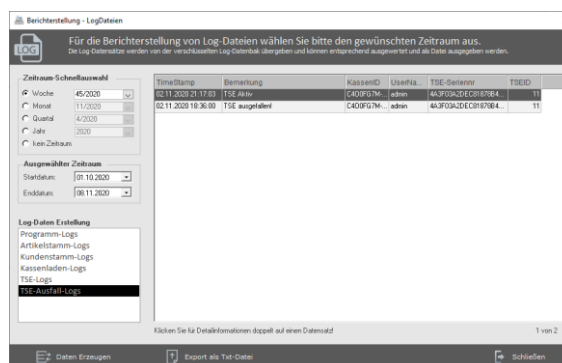 Berichterstellung - LogDateien
LOG
Für die Berichterstellung von Log-Dateien wählen Sie bitte den gewünschten Zeitraum aus.
Die Log-Datensätze werden von der verschlüsselten Log-Datenbak übergeben und können entsprechend ausgewertet und als Datei ausgegeben werden.
Zeitraum-Schnellauswahl
Woche 45/2020
Monat 11/2020
Quartal 4/2020
Jahr 2020
kein Zeitraum
Ausgewählter Zeitraum
Startdatum: 01.10.2020
Enddatum: 08.11.2020
Log-Daten Erstellung
Programm-Logs
Artikelstamm-Logs
Kundenstamm-Logs
Kassenladen-Logs
TSE-Logs
TSE-Ausfall-Logs
TimeStamp Bemerkung KassenID UserNa... TSE-Seriennr TSEID
02.11.2020 21:17:03 TSE Aktiv C4D0FG7M-... admin 4A3F03A2DEC81878B4... 11
02.11.2020 18:36:00 TSE ausgefallen! C4D0FG7M-... admin 4A3F03A2DEC81878B4... 11
Klicken Sie für Detailinformationen doppelt auf einen Datensatz!
1 von 2
Daten Erzeugen
Export als Txt-Datei
Schließen